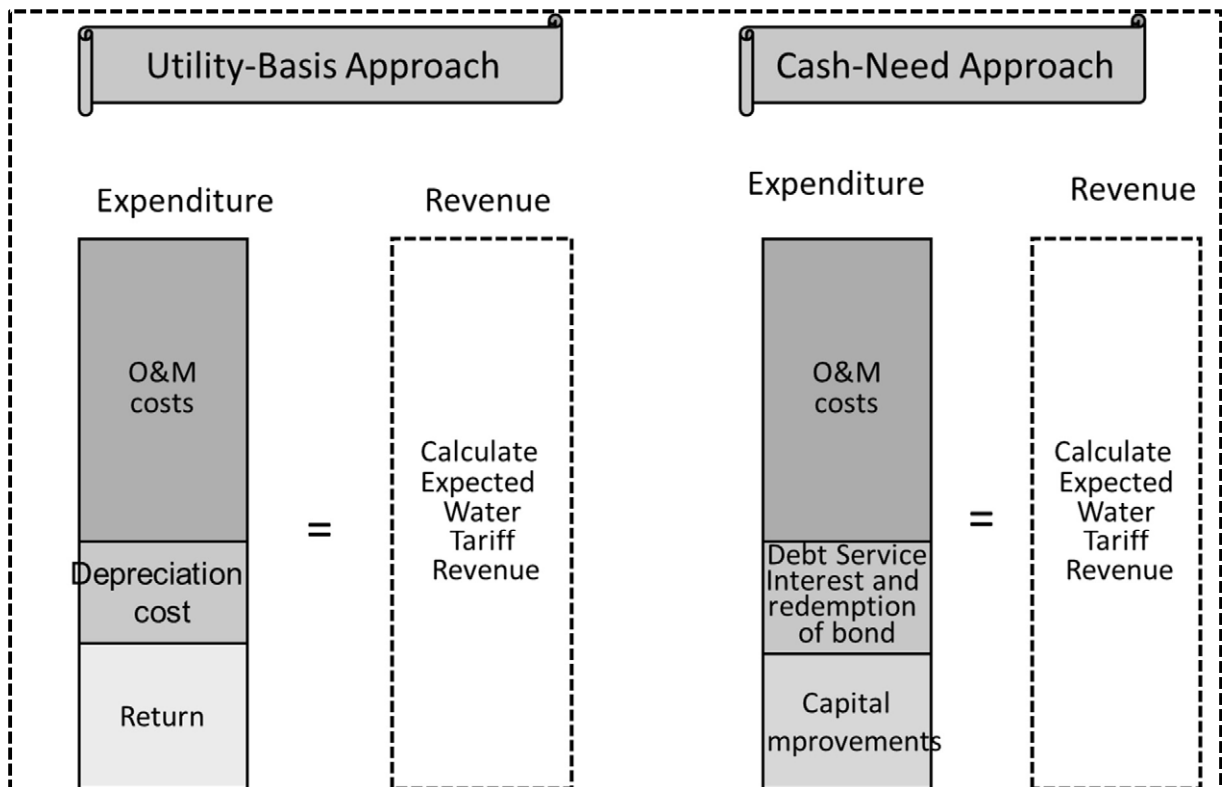 Utility-Basis Approach
Cash-Need Approach
Expenditure
Revenue
O&M
costs
Depreciation
cost
Return
=
Calculate
Expected
Water
Tariff
Revenue
Expenditure
Revenue
O&M
costs
Debt Service
Interest and
redemption
of bond
Capital
mprovements
=
Calculate
Expected
Water
Tariff
Revenue